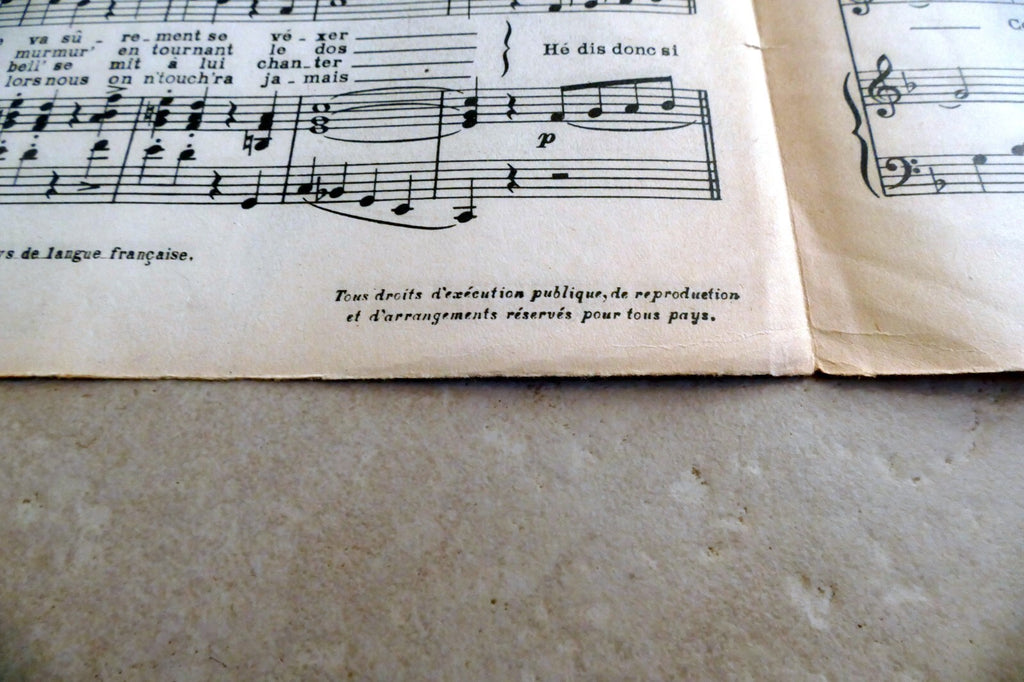 va sû - re-ment se vé - xer
murmur' en tournant le dos
bell' se mit à lui chan-ter
lors nous on n'touch'ra ja - mais
Hé dis donc si
p
de langue française.
Tous droits d'exécution publique, de reproduction
et d'arrangements réservés pour tous pays.